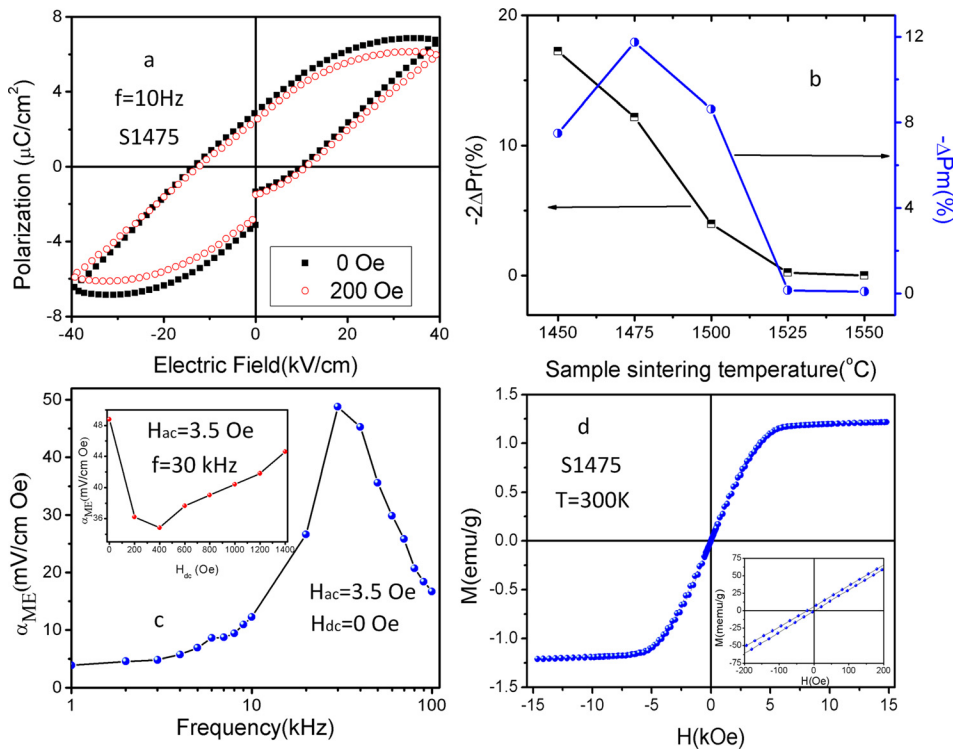 8
4
0
-4
-8
Polarization (μC/cm²)
a
f=10Hz
S1475
0 Oe
200 Oe
-40
-20
0
20
40
Electric Field(kV/cm)
20
15
10
5
0
-2ΔPr(%)
b
12
8
4
0
-ΔPm(%)
1450
1475
1500
1525
1550
Sample sintering temperature(°C)
50
40
30
20
10
0
αME(mV/cm Oe)
48
44
40
36
αME(mV/cm Oe)
Hac=3.5 Oe
f=30 kHz
0 200 400 600 800 1000 1200 1400
Hdc (Oe)
c
Hac=3.5 Oe
Hdc=0 Oe
1
10
100
Frequency(kHz)
1.5
1.0
0.5
0.0
-0.5
-1.0
-1.5
M(emu/g)
d
S1475
T=300K
75
50
25
0
-25
-50
-75
M(memu/g)
-200 -100 0 100 200
H(Oe)
-15
-10
-5
0
5
10
15
H(kOe)